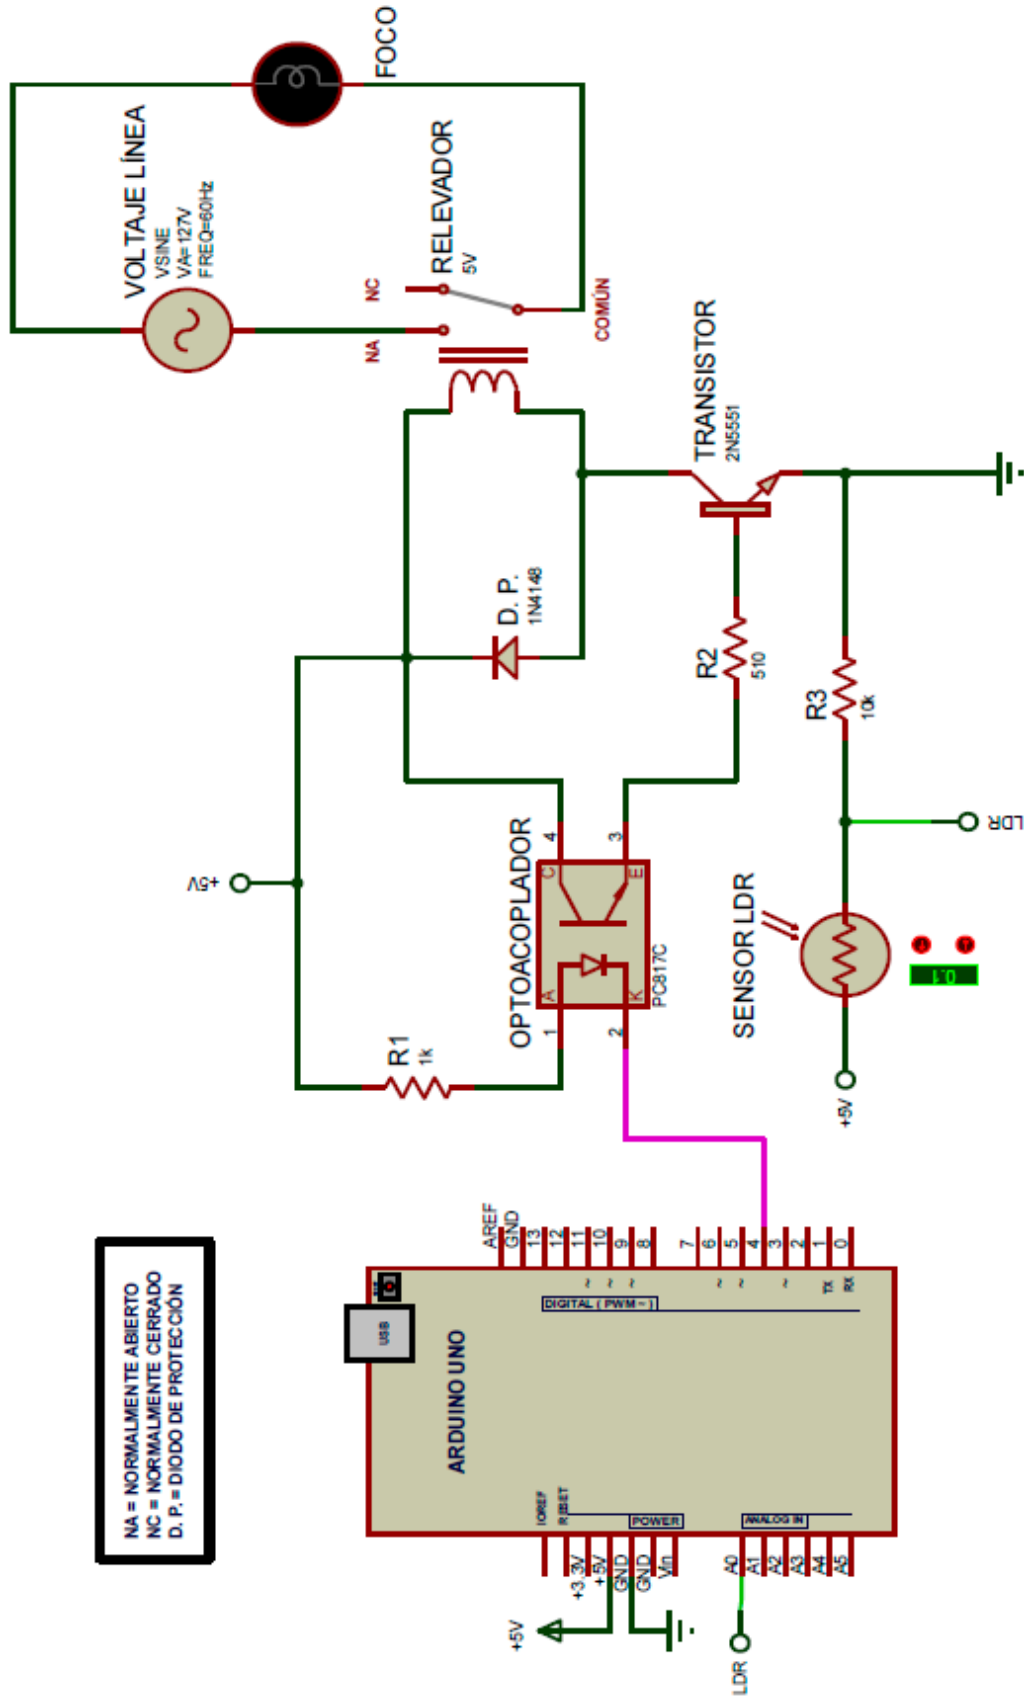 NA = NORMALMENTE ABIERTO
NC = NORMALMENTE CERRADO
D. P. = DIODO DE PROTECCIÓN
ARDUINO UNO
USB
IOREF
RESET
+3.3V
+5V
GND
GND
Vin
POWER
A0
A1
A2
A3
A4
A5
ANALOG IN
+5V
LDR
AREF
GND
13
12
~ 11
~ 10
~ 9
8
7
~ 6
~ 5
4
~ 3
2
TX 1
RX 0
DIGITAL ( PWM ~ )
R1
1k
+5V
OPTOACOPLADOR
1
2
A
K
C
E
4
3
PC817C
SENSOR LDR
+5V
0.1
LDR
R3
10k
R2
510
D. P.
1N4148
TRANSISTOR
2N5551
RELEVADOR
5V
NA
NC
COMÚN
VOLTAJE LÍNEA
VSINE
VA=127V
FREQ=60Hz
FOCO